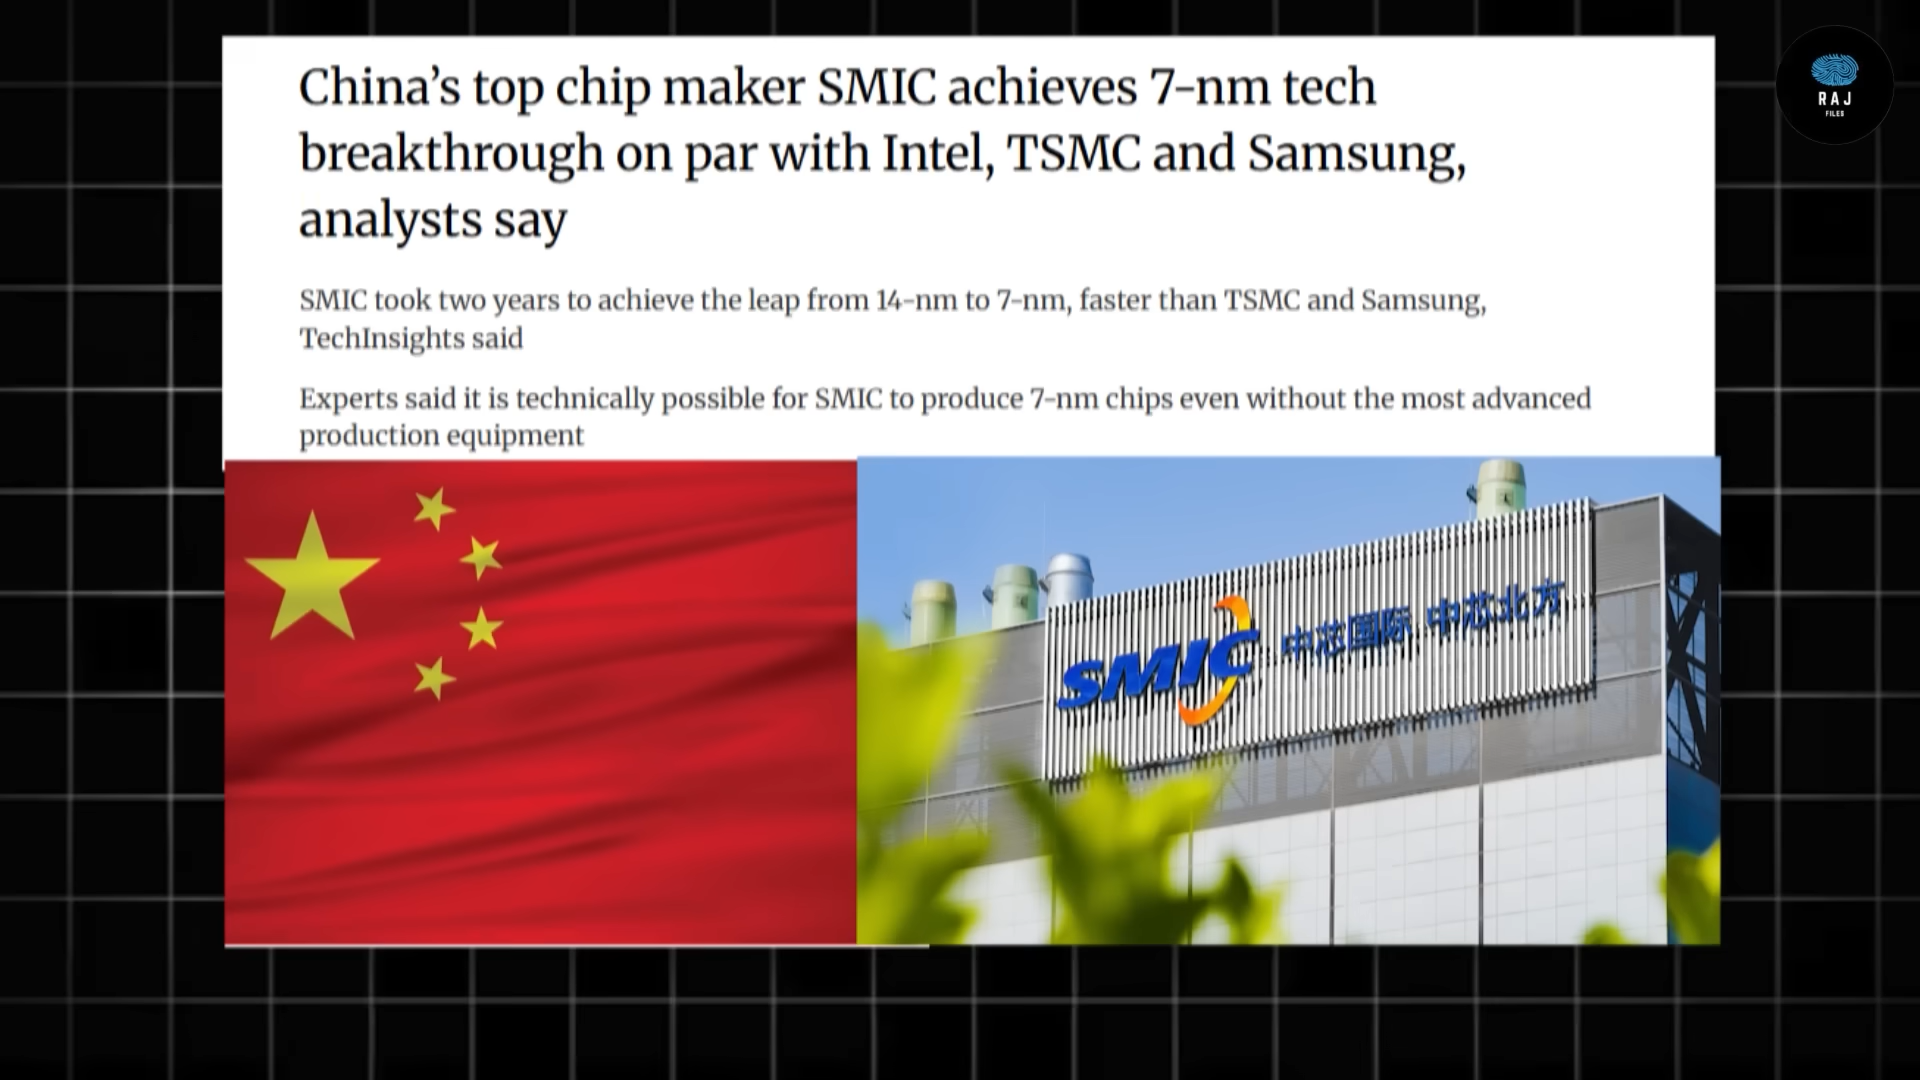 China’s top chip maker SMIC achieves 7-nm tech
breakthrough on par with Intel, TSMC and Samsung,
analysts say
SMIC took two years to achieve the leap from 14-nm to 7-nm, faster than TSMC and Samsung,
TechInsights said
Experts said it is technically possible for SMIC to produce 7-nm chips even without the most advanced
production equipment
SMIC 中芯国际 中芯北方
RAJ
FILES